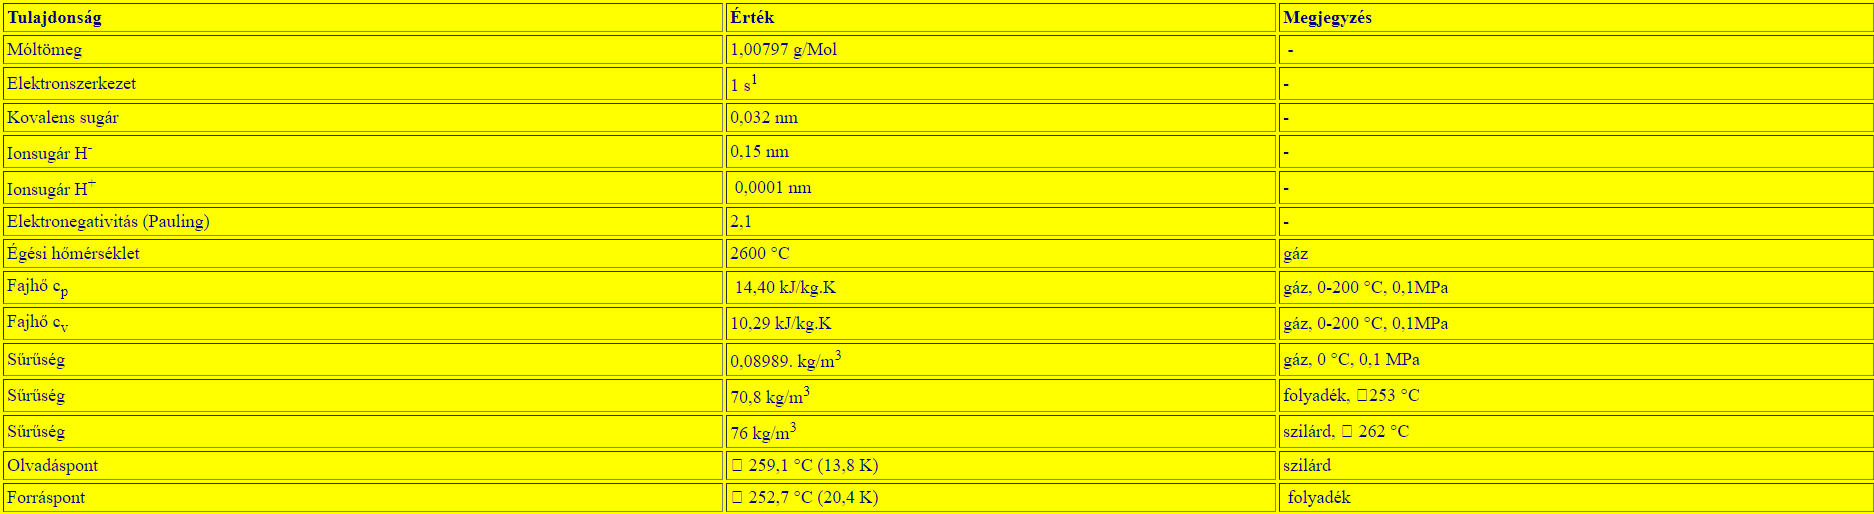 Tulajdonság Érték Megjegyzés
Móltömeg 1,00797 g/Mol -
Elektronszerkezet 1 s¹ -
Kovalens sugár 0,032 nm -
Ionsugár H⁻ 0,15 nm -
Ionsugár H⁺ 0,0001 nm -
Elektronegativitás (Pauling) 2,1 -
Égési hőmérséklet 2600 °C gáz
Fajhő cₚ 14,40 kJ/kg.K gáz, 0-200 °C, 0,1MPa
Fajhő cᵥ 10,29 kJ/kg.K gáz, 0-200 °C, 0,1MPa
Sűrűség 0,08989. kg/m³ gáz, 0 °C, 0,1 MPa
Sűrűség 70,8 kg/m³ folyadék, 253 °C
Sűrűség 76 kg/m³ szilárd,  262 °C
Olvadáspont  259,1 °C (13,8 K) szilárd
Forráspont  252,7 °C (20,4 K) folyadék